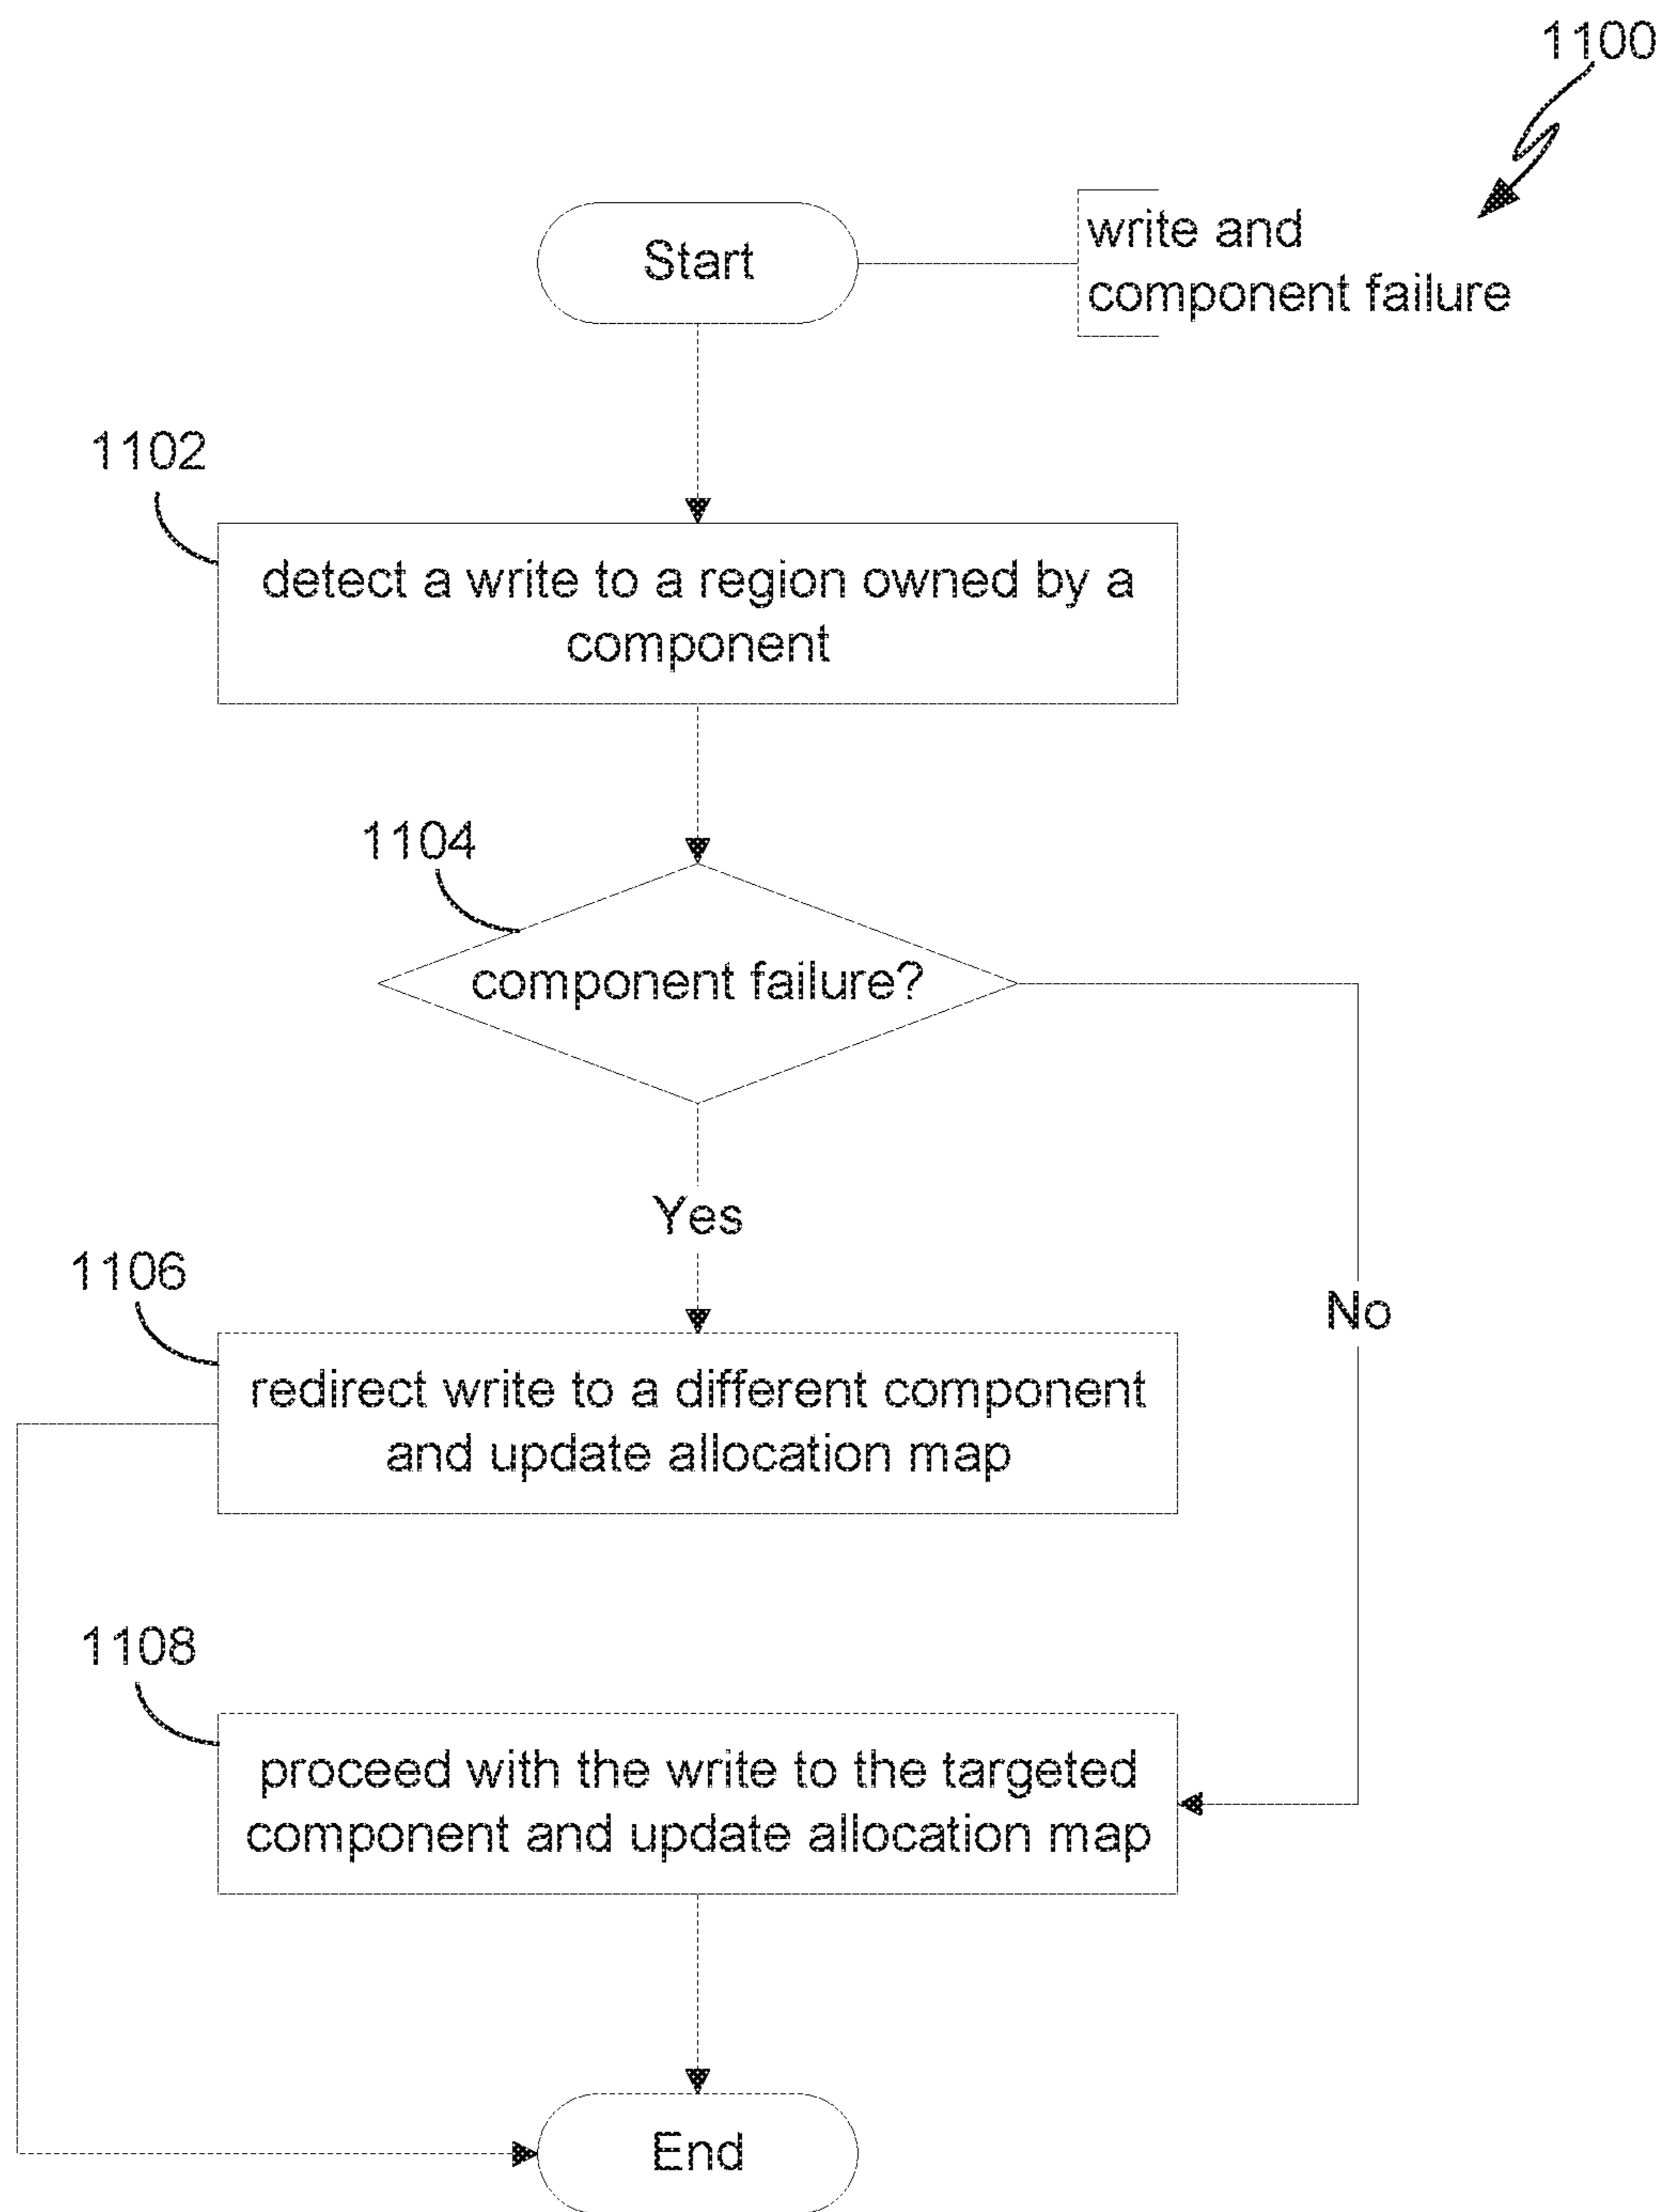 1100
Start
write and
component failure
1102
detect a write to a region owned by a
component
1104
component failure?
Yes
No
1106
redirect write to a different component
and update allocation map
1108
proceed with the write to the targeted
component and update allocation map
End